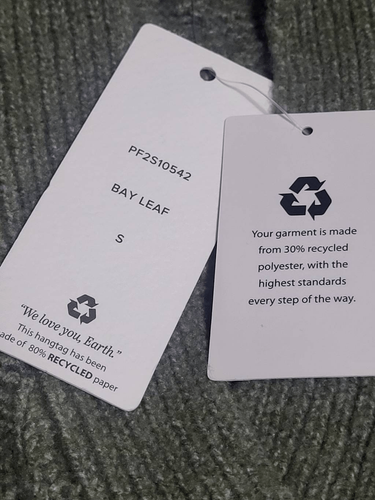 PF2S10542
BAY LEAF
S
"We love you, Earth."
This hangtag has been
ade of 80% RECYCLED paper
Your garment is made
from 30% recycled
polyester, with the
highest standards
every step of the way.